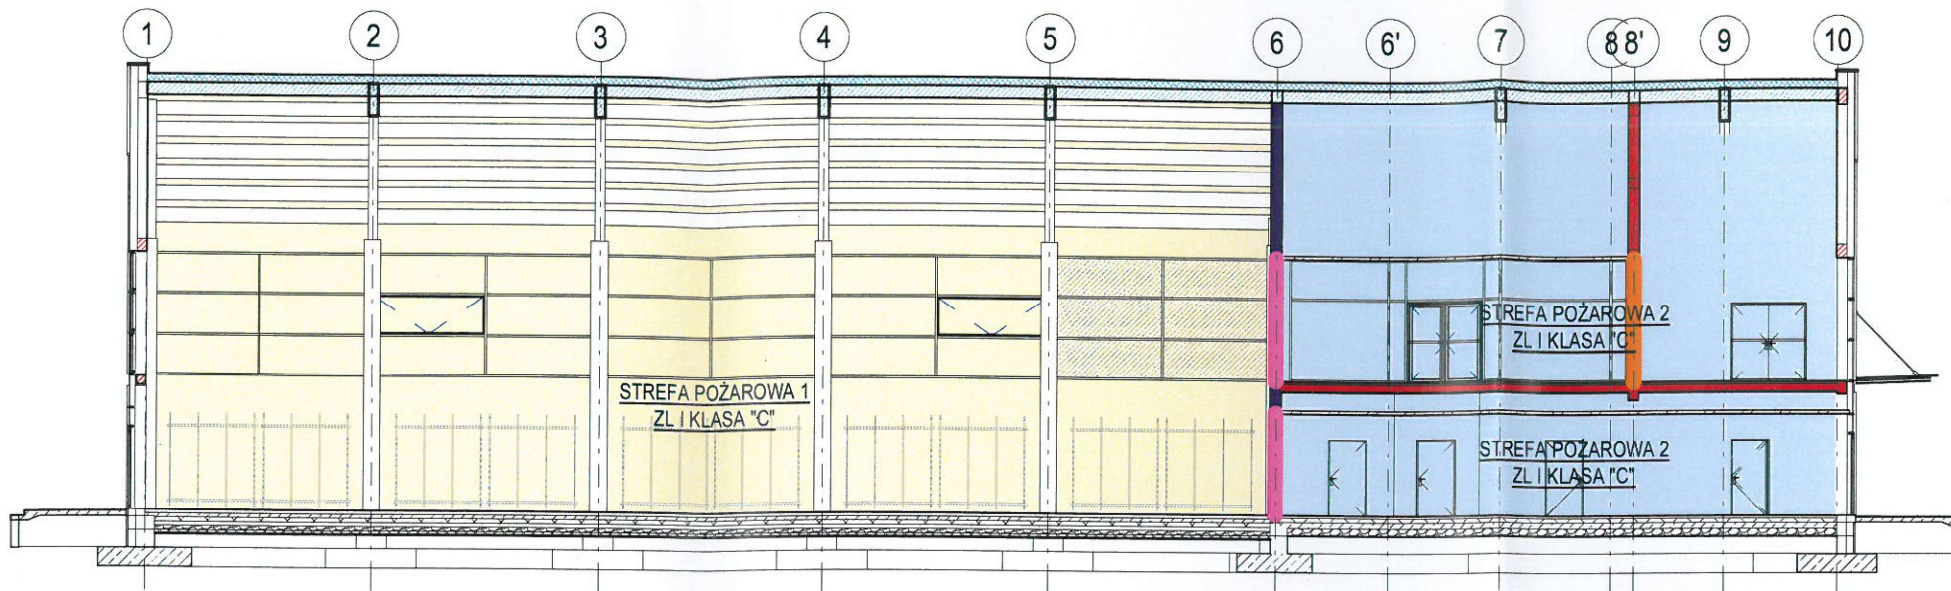 1 2 3 4 5 6 6' 7 8 8' 9 10
STREFA POŻAROWA 2
ZL I KLASA "C"
STREFA POŻAROWA 1
ZL I KLASA "C"
STREFA POŻAROWA 2
ZL I KLASA "C"